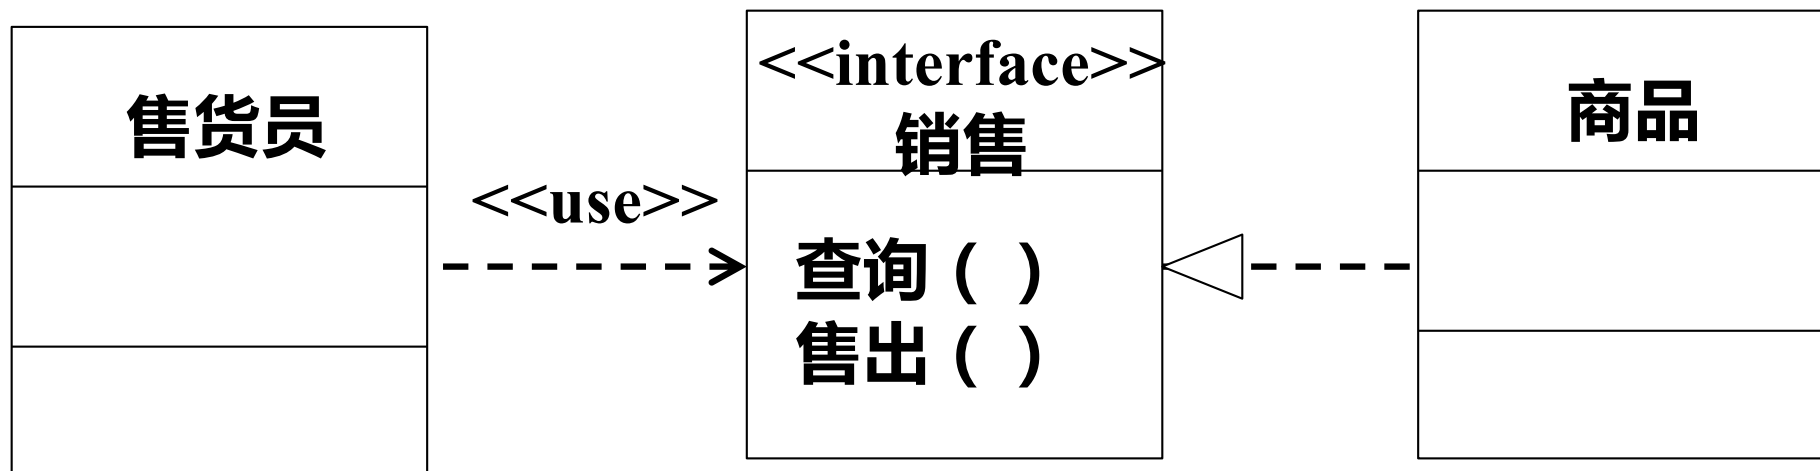 售货员
<<use>>
<<interface>>
销售
查询（ ）
售出（ ）
商品